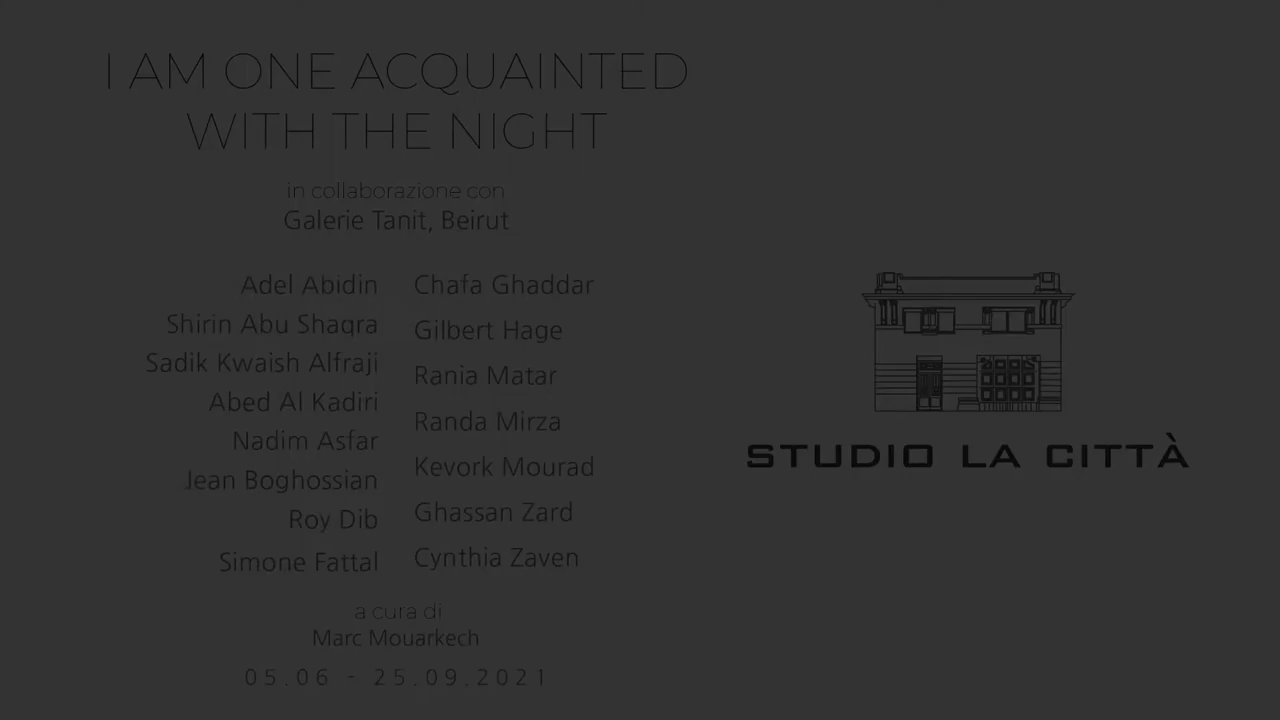 I AM ONE ACQUAINTED
WITH THE NIGHT
in collaborazione con
Galerie Tanit, Beirut
Adel Abidin
Shirin Abu Shaqra
Sadik Kwaish Alfraji
Abed Al Kadiri
Nadim Asfar
Jean Boghossian
Roy Dib
Simone Fattal
Chafa Ghaddar
Gilbert Hage
Rania Matar
Randa Mirza
Kevork Mourad
Ghassan Zard
Cynthia Zaven
a cura di
Marc Mouarkech
05.06 - 25.09.2021
STUDIO LA CITTÀ